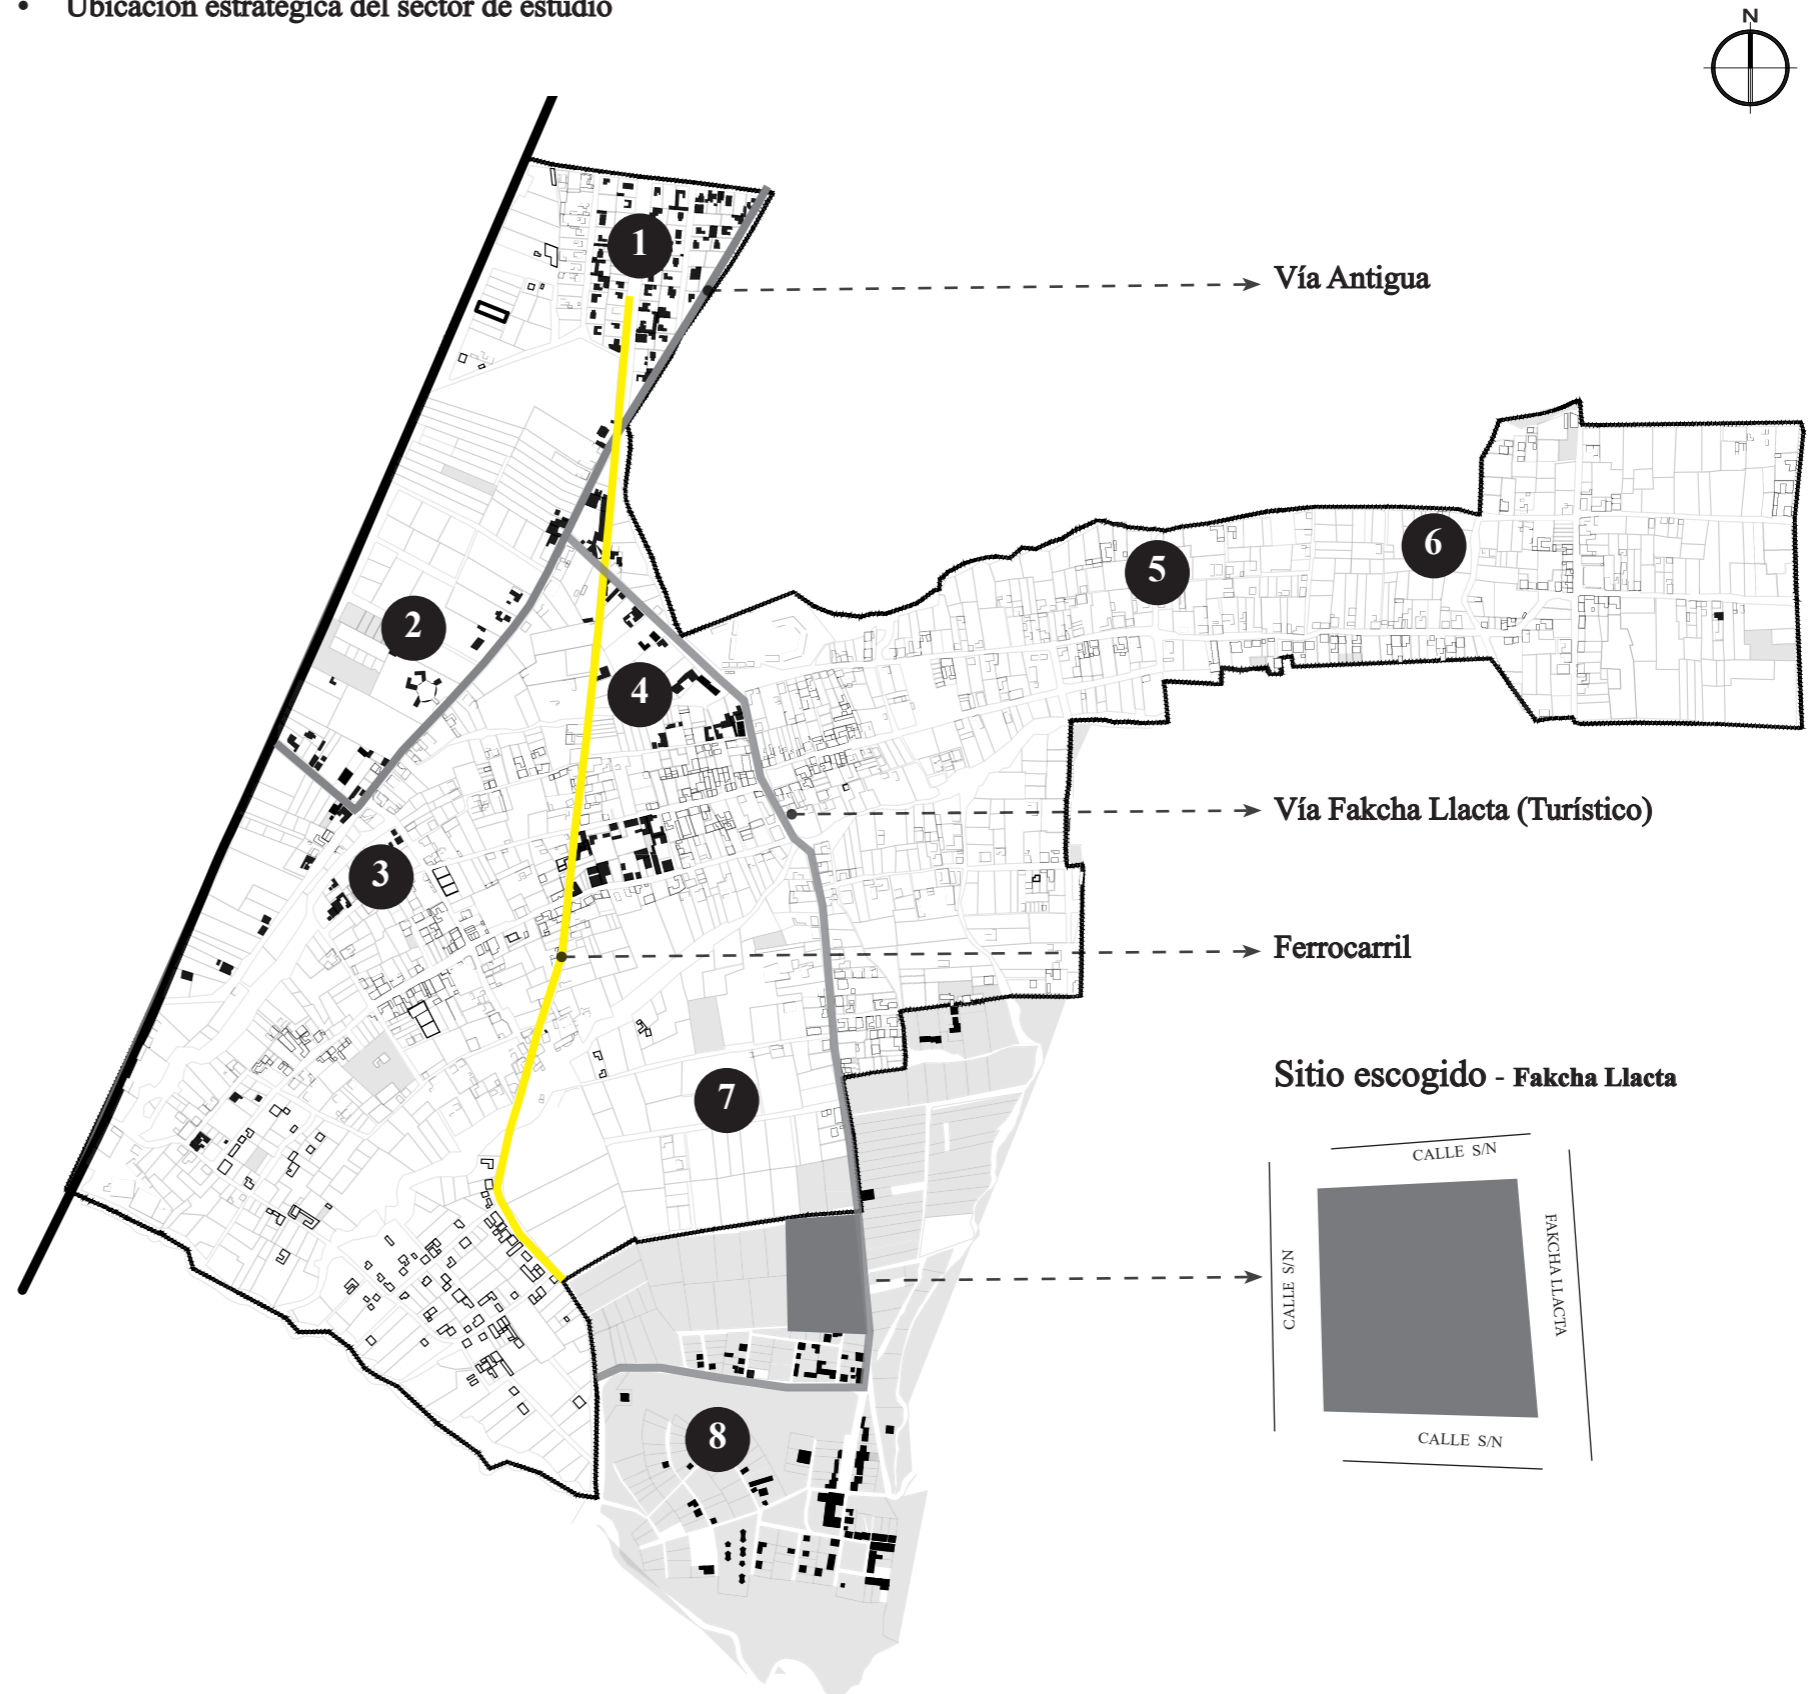 • Ubicación estratégica del sector de estudio
N
1
Vía Antigua
6
5
2
4
Vía Fakcha Llacta (Turístico)
3
Ferrocarril
Sitio escogido - Fakcha Llacta
7
CALLE S/N
FAKCHA LLACTA
CALLE S/N
CALLE S/N
8